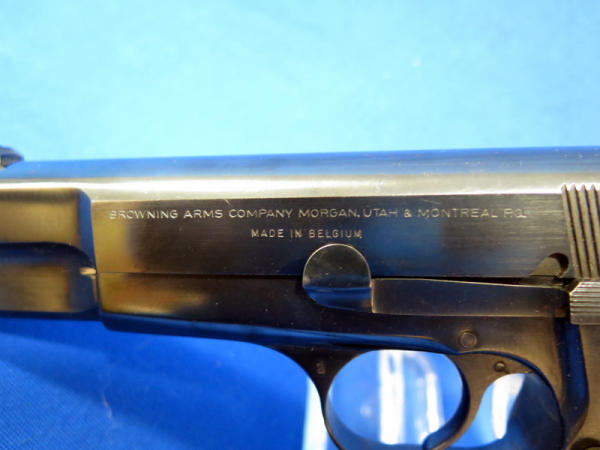 BROWNING ARMS COMPANY MORGAN, UTAH & MONTREAL P.Q.
MADE IN BELGIUM